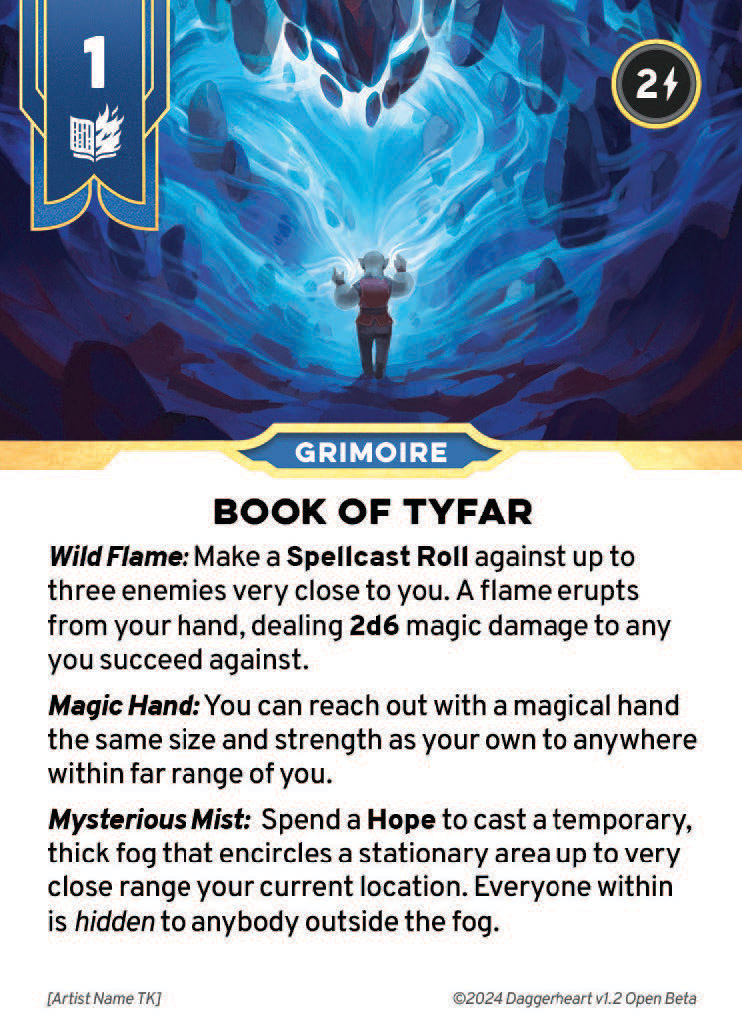 1
2
GRIMOIRE
BOOK OF TYFAR
Wild Flame: Make a Spellcast Roll against up to
three enemies very close to you. A flame erupts
from your hand, dealing 2d6 magic damage to any
you succeed against.
Magic Hand: You can reach out with a magical hand
the same size and strength as your own to anywhere
within far range of you.
Mysterious Mist: Spend a Hope to cast a temporary,
thick fog that encircles a stationary area up to very
close range your current location. Everyone within
is hidden to anybody outside the fog.
[Artist Name TK]
©2024 Daggerheart v1.2 Open Beta